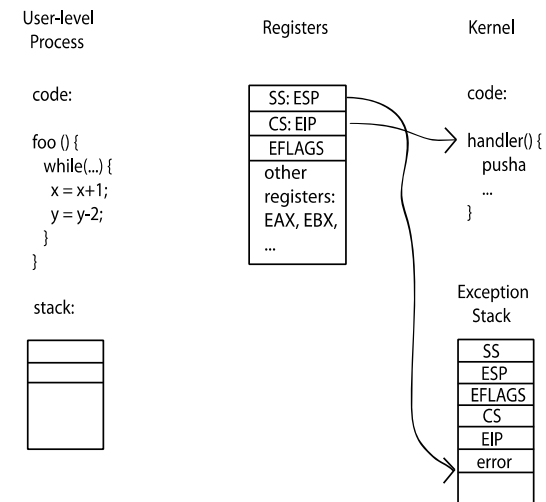 User-level
Process
code:
foo () {
while(...) {
x = x+1;
y = y-2;
}
}
stack:
Registers
SS: ESP
CS: EIP
EFLAGS
other
registers:
EAX, EBX,
...
Kernel
code:
handler() {
pusha
...
}
Exception
Stack
SS
ESP
EFLAGS
CS
EIP
error